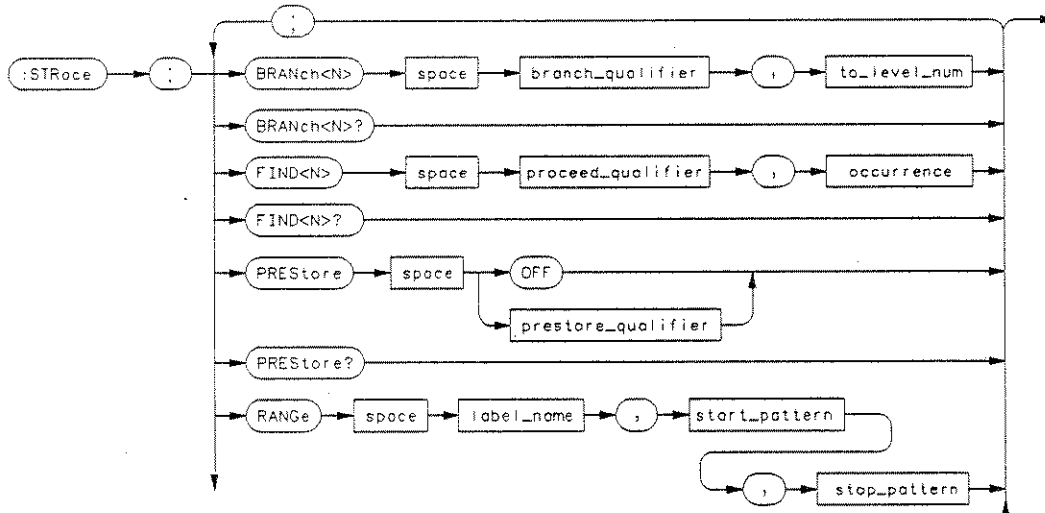 ;
:STRace : BRANch<N> space branch_qualifier , to_level_num
BRANch<N>?
FIND<N> space proceed_qualifier , occurrence
FIND<N>?
PREStore space OFF
prestore_qualifier
PREStore?
RANGe space label_name , start_pattern
, stop_pattern